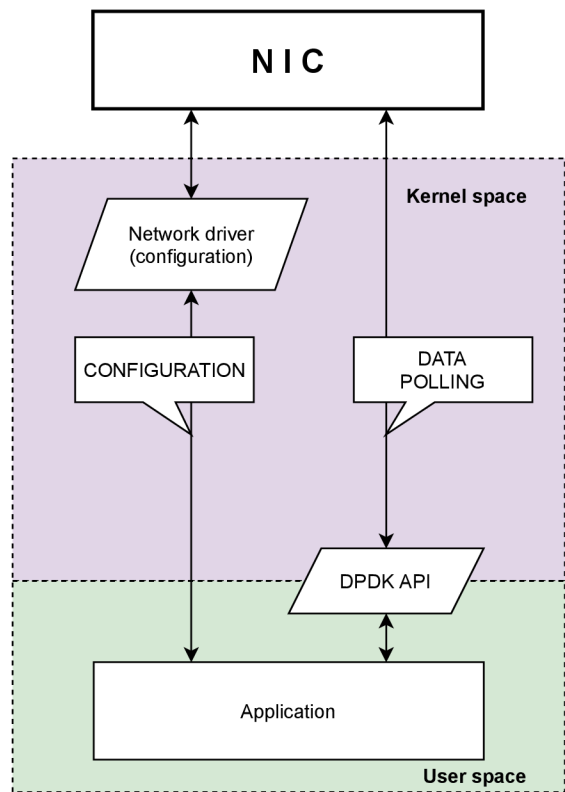 N I C
Kernel space
Network driver
(configuration)
CONFIGURATION
DATA
POLLING
DPDK API
Application
User space